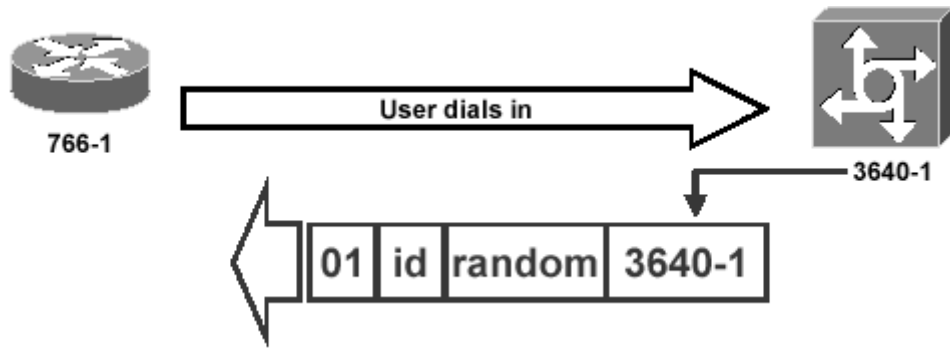 User dials in
766-1
3640-1
01 id random 3640-1